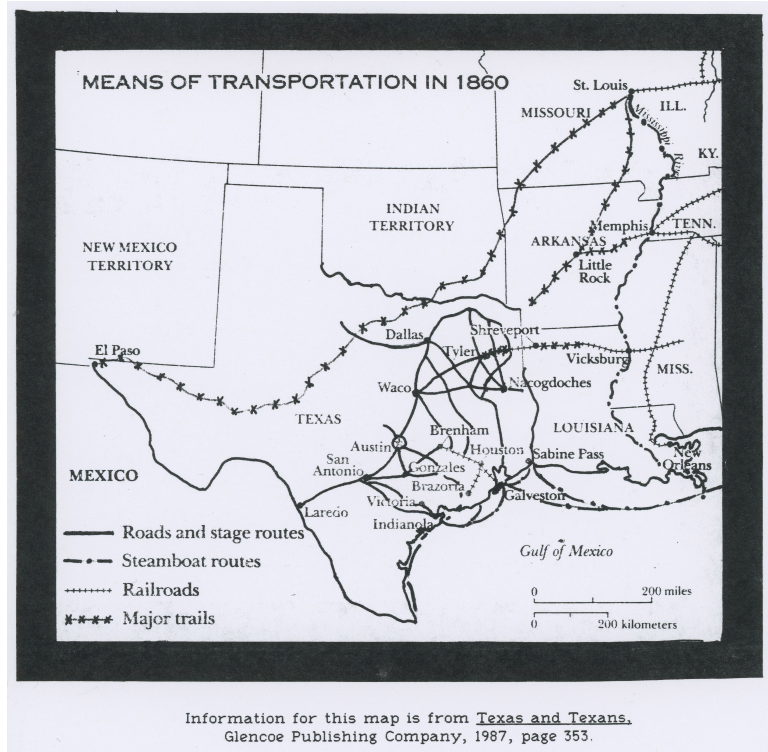 MEANS OF TRANSPORTATION IN 1860
St. Louis
MISSOURI
ILL.
Mississippi
River
KY.
INDIAN
TERRITORY
Memphis
TENN.
NEW MEXICO
TERRITORY
ARKANSAS
Little
Rock
Dallas
Shreveport
El Paso
Tyler
Vicksburg
MISS.
Waco
Nacogdoches
TEXAS
Brenham
LOUISIANA
Austin
Houston
Sabine Pass
New
Orleans
San
Antonio
Gonzales
MEXICO
Brazoria
Galveston
Victoria
Laredo
Indianola
Roads and stage routes
Steamboat routes
Gulf of Mexico
Railroads
0 200 miles
Major trails
0 200 kilometers
Information for this map is from Texas and Texans,
Glencoe Publishing Company, 1987, page 353.